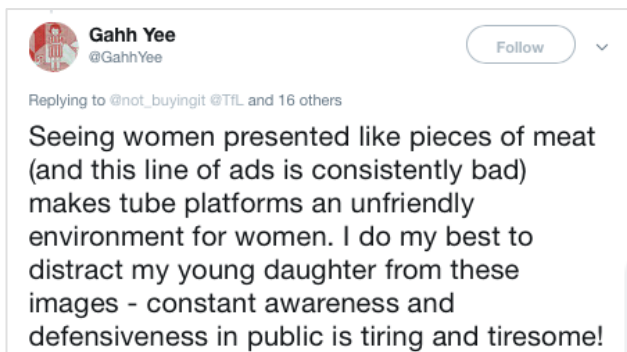 Gahh Yee
@GahhYee
Follow
Replying to @not_buyingit @TfL and 16 others
Seeing women presented like pieces of meat
(and this line of ads is consistently bad)
makes tube platforms an unfriendly
environment for women. I do my best to
distract my young daughter from these
images - constant awareness and
defensiveness in public is tiring and tiresome!